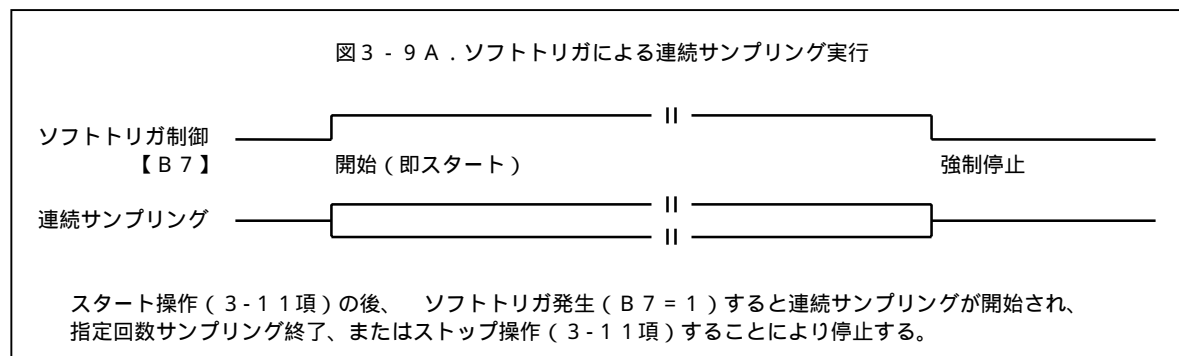 図３-９Ａ．ソフトトリガによる連続サンプリング実行
ソフトトリガ制御
【Ｂ７】
開始（即スタート）
強制停止
連続サンプリング
スタート操作（３-１１項）の後、　ソフトトリガ発生（Ｂ７＝１）すると連続サンプリングが開始され、
指定回数サンプリング終了、またはストップ操作（３-１１項）することにより停止する。